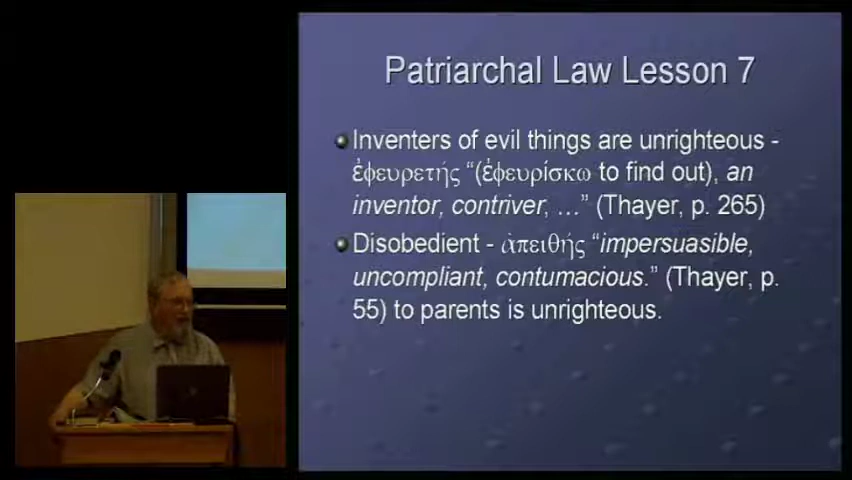 Patriarchal Law Lesson 7
Inventers of evil things are unrighteous -
ἐφευρετής “(ἐφευρίσκω to find out), an
inventor, contriver, …” (Thayer, p. 265)
Disobedient - ἀπειθής “impersuasible,
uncompliant, contumacious.” (Thayer, p.
55) to parents is unrighteous.